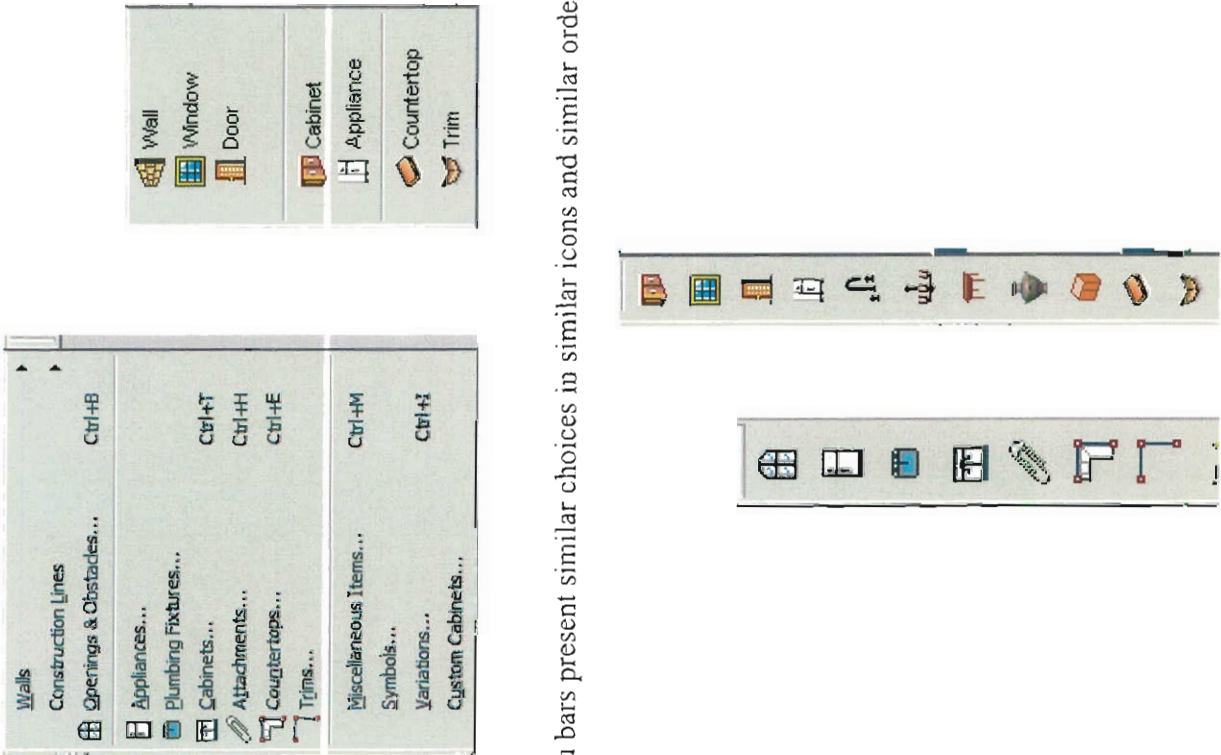 Walls
Construction Lines
Openings & Obstacles... Ctrl+B
Appliances...
Plumbing Fixtures...
Cabinets... Ctrl+T
Attachments... Ctrl+H
Countertops... Ctrl+E
Trims...
Miscellaneous Items... Ctrl+M
Symbols...
Variations... Ctrl+I
Custom Cabinets...
Wall
Window
Door
Cabinet
Appliance
Countertop
Trim
bars present similar choices in similar icons and similar orde